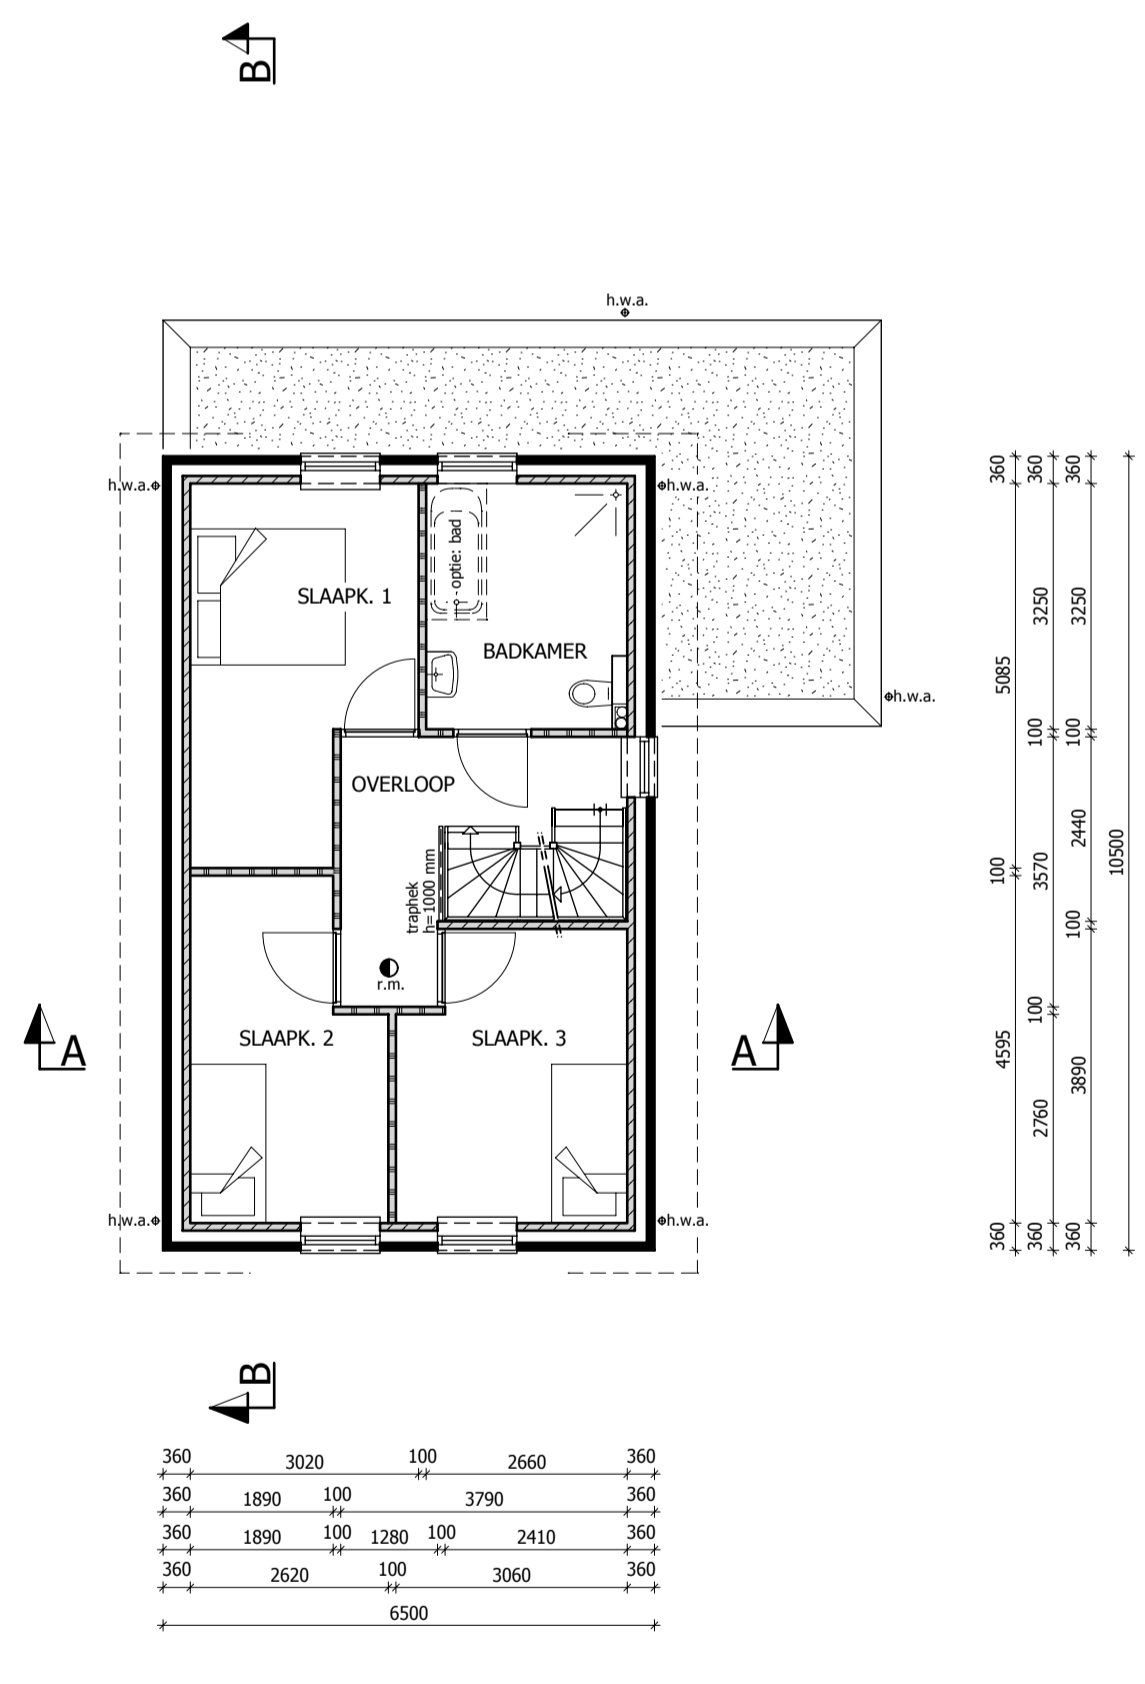 B
h.w.a.
h.w.a.
h.w.a.
optie: bad
SLAAPK. 1
BADKAMER
h.w.a.
OVERLOOP
traphek
h=1000 mm
r.m.
SLAAPK. 2
SLAAPK. 3
A
A
h.w.a.
h.w.a.
B
360
5085
100
4595
360
360
3250
100
3570
100
2760
360
360
3250
100
2440
100
3890
360
10500
360 3020 100 2660 360
360 1890 100 3790 360
360 1890 100 1280 100 2410 360
360 2620 100 3060 360
6500